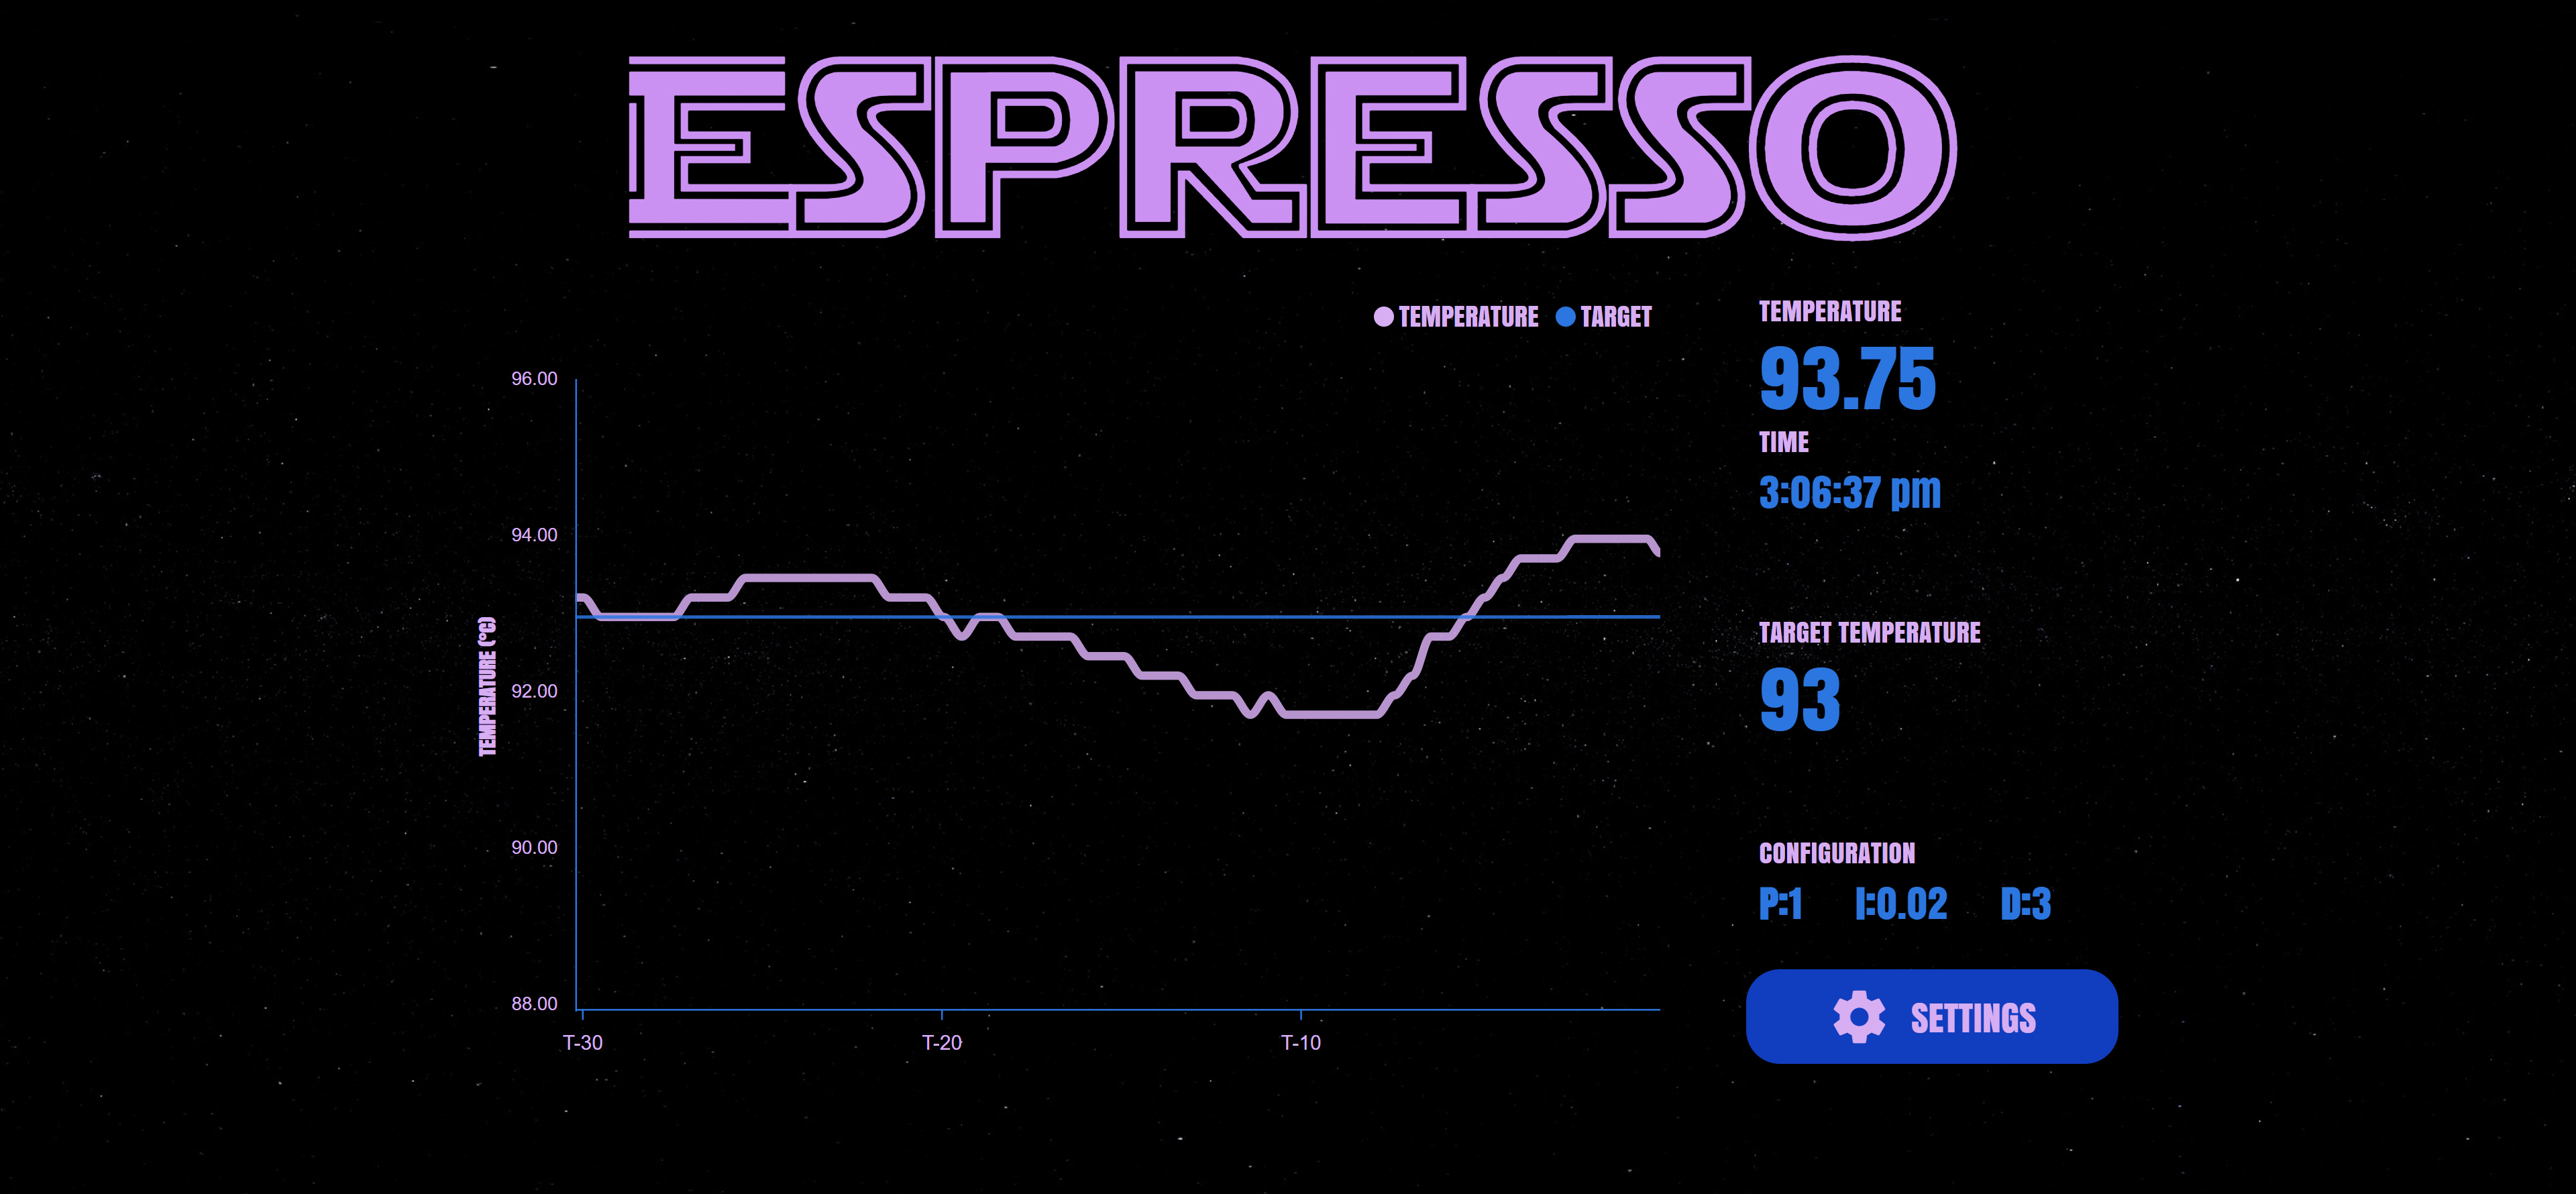 ESPRESSO
TEMPERATURE TARGET
96.00
94.00
92.00
90.00
88.00
TEMPERATURE (°C)
T-30 T-20 T-10
TEMPERATURE
93.75
TIME
3:06:37 pm
TARGET TEMPERATURE
93
CONFIGURATION
P:1 I:0.02 D:3
SETTINGS